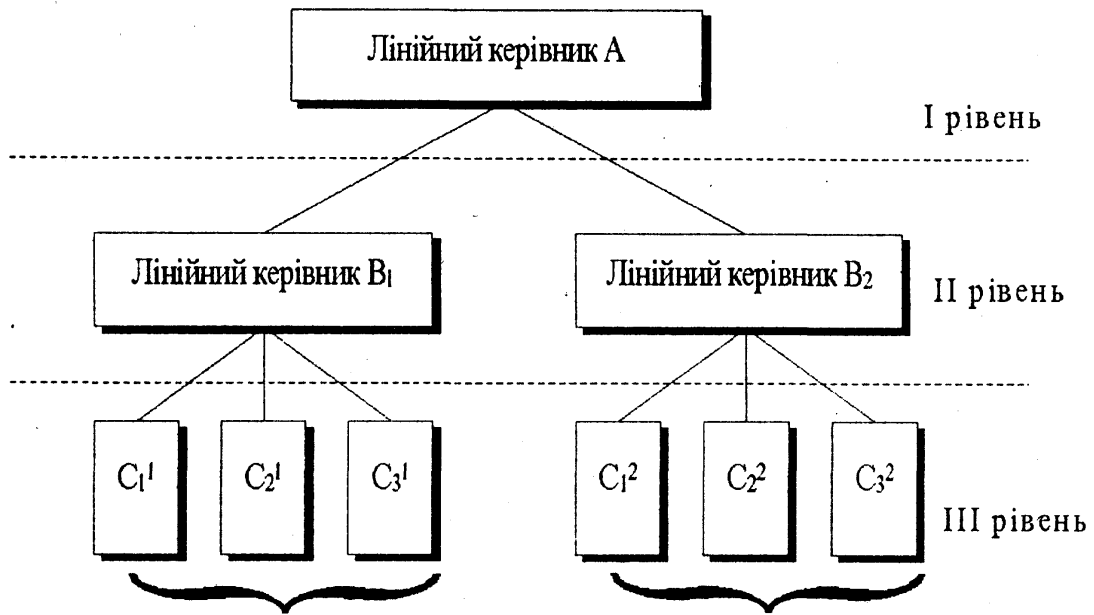 Лінійний керівник А
І рівень
Лінійний керівник В₁
Лінійний керівник В₂
ІІ рівень
С₁¹
С₂¹
С₃¹
С₁²
С₂²
С₃²
ІІІ рівень